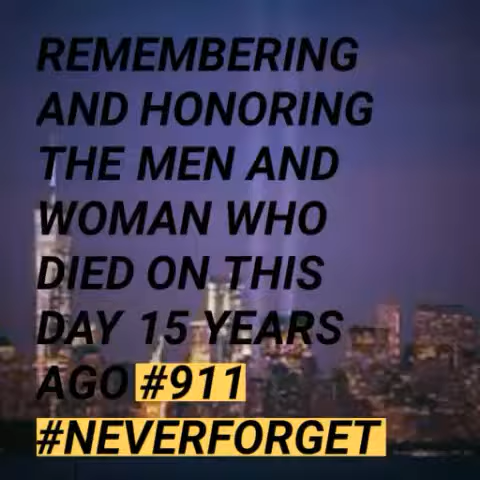 REMEMBERING
AND HONORING
THE MEN AND
WOMAN WHO
DIED ON THIS
DAY 15 YEARS
AGO #911
#NEVERFORGET